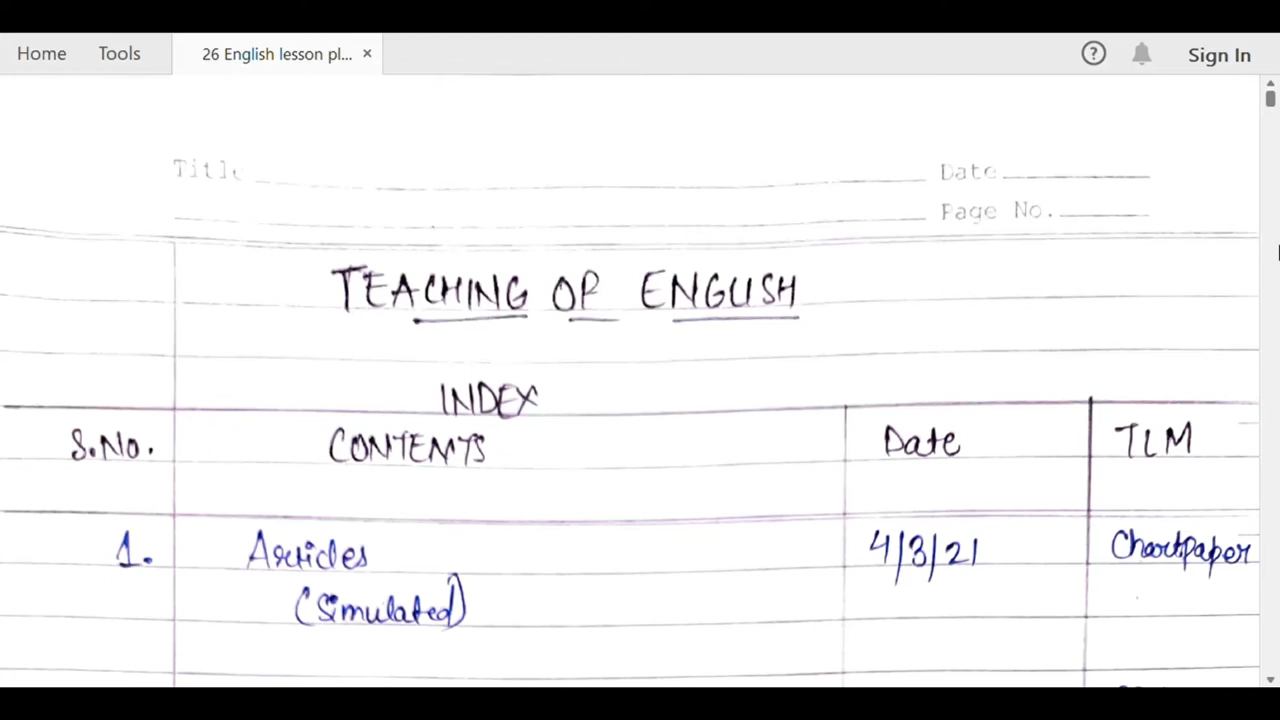 Home Tools 26 English lesson pl... × ? Sign In
Title Date
Page No.
TEACHING OF ENGLISH
INDEX
S.No. CONTENTS Date TLM
1. Articles 4/3/21 Chartpaper
(Simulated)